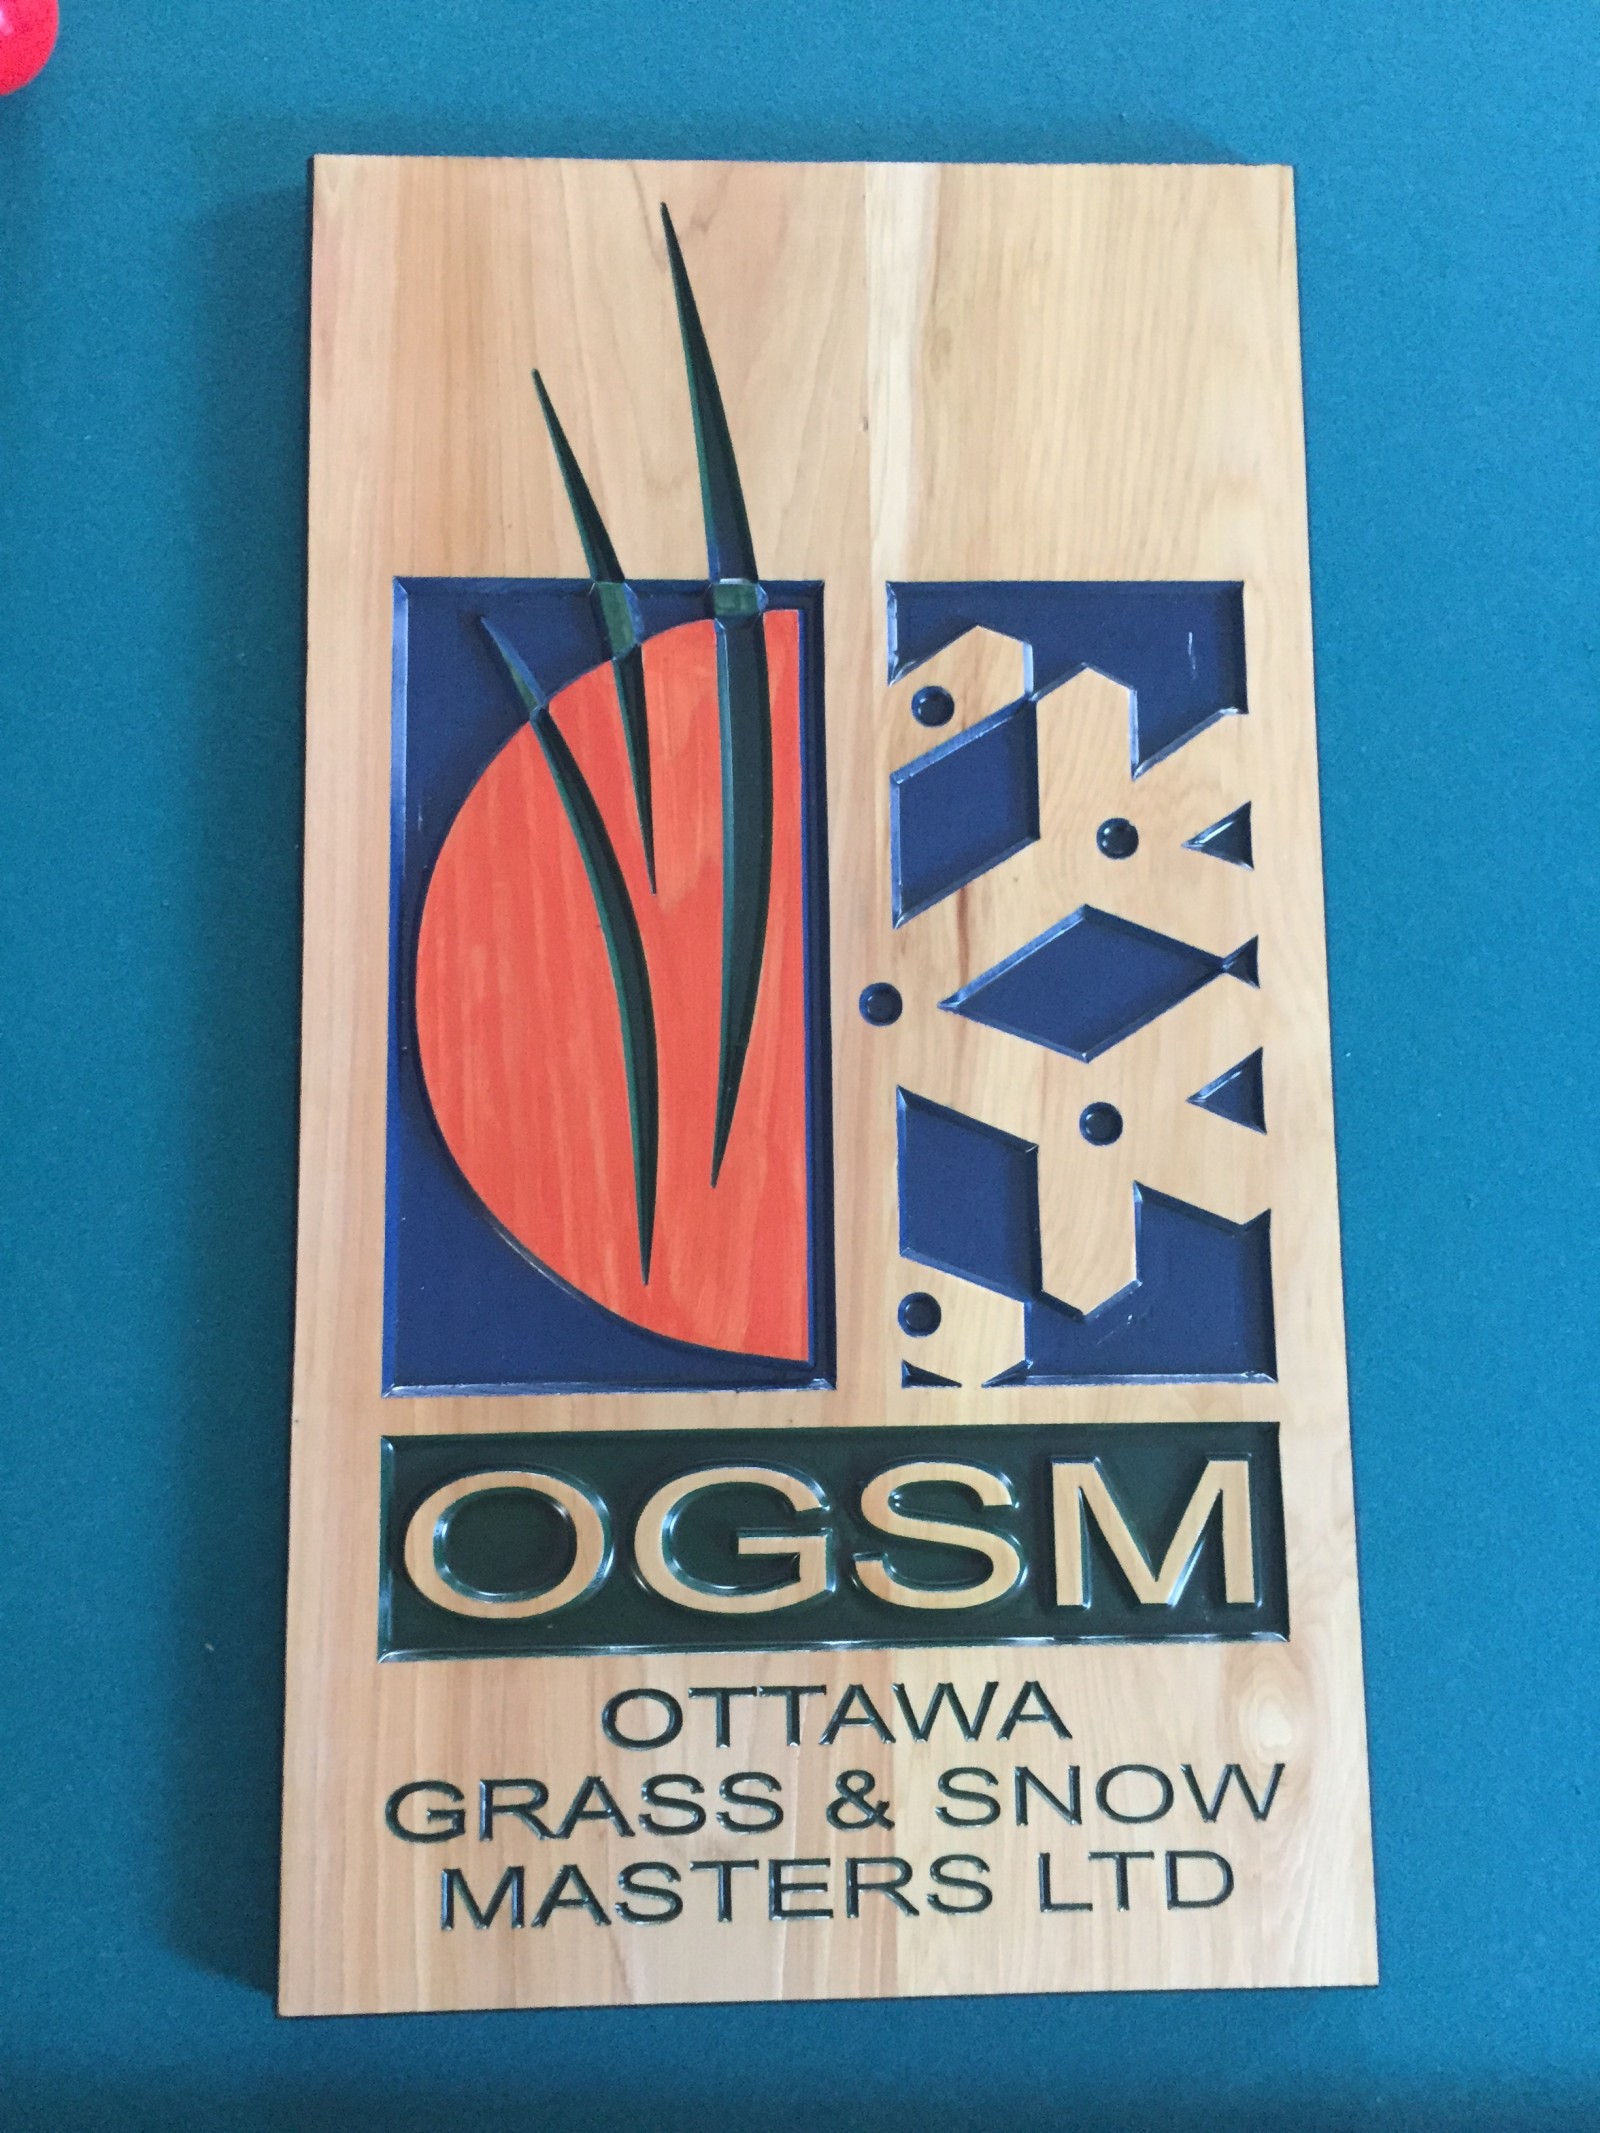 OGSM
OTTAWA
GRASS & SNOW
MASTERS LTD